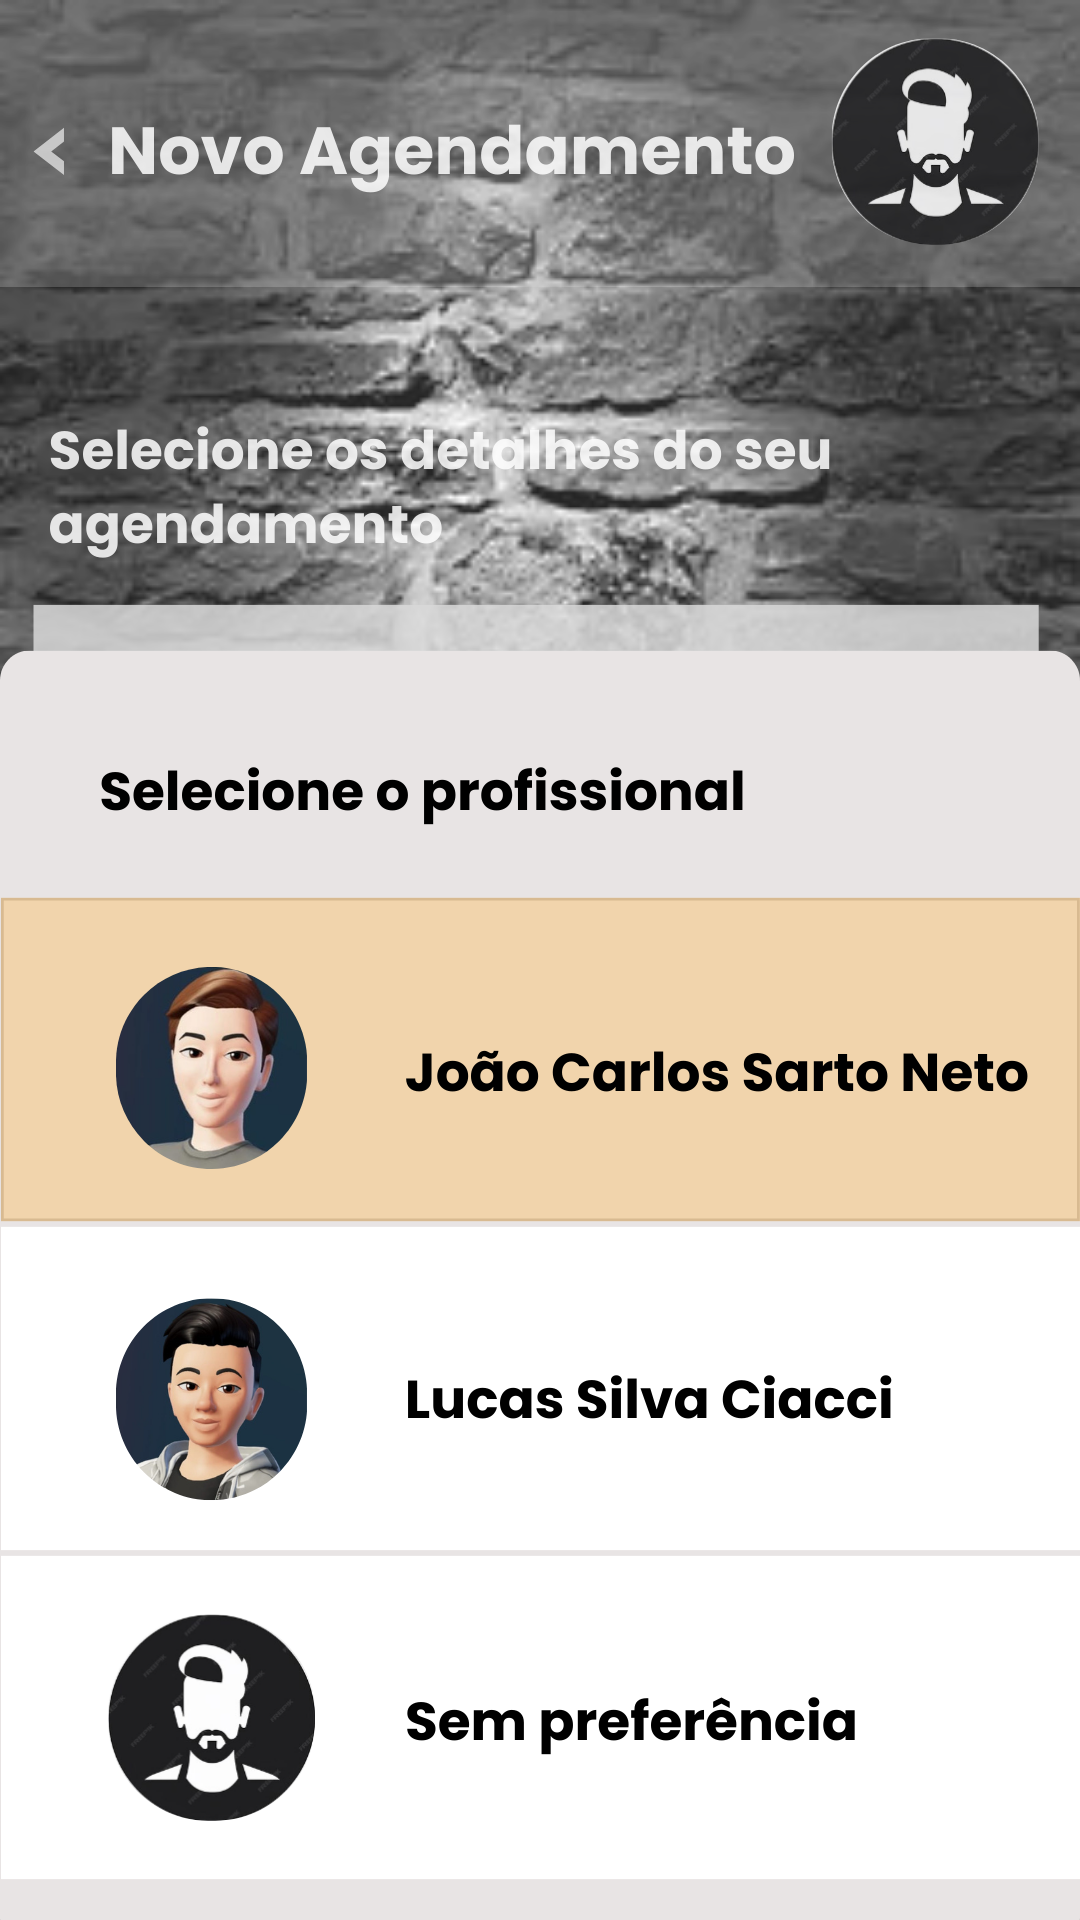 Novo Agendamento
Selecione os detalhes do seu
agendamento
Selecione o profissional
João Carlos Sarto Neto
Lucas Silva Ciacci
Sem preferência